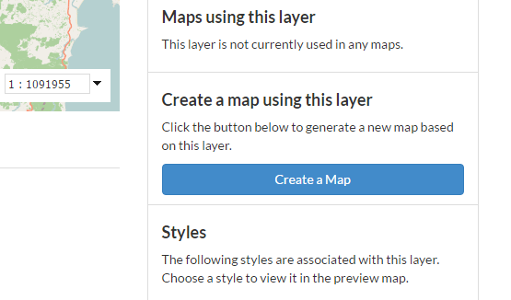 Maps using this layer
This layer is not currently used in any maps.
1 : 1091955
Create a map using this layer
Click the button below to generate a new map based
on this layer.
Create a Map
Styles
The following styles are associated with this layer.
Choose a style to view it in the preview map.